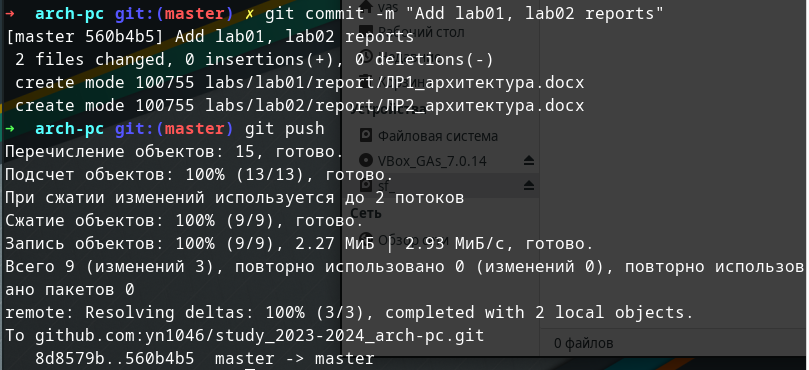 ➜  arch-pc git:(master) ✗ git commit -m "Add lab01, lab02 reports"
[master 560b4b5] Add lab01, lab02 reports
 2 files changed, 0 insertions(+), 0 deletions(-)
 create mode 100755 labs/lab01/report/ЛР1_архитектура.docx
 create mode 100755 labs/lab02/report/ЛР2_архитектура.docx
➜  arch-pc git:(master) git push
Перечисление объектов: 15, готово.
Подсчет объектов: 100% (13/13), готово.
При сжатии изменений используется до 2 потоков
Сжатие объектов: 100% (9/9), готово.
Запись объектов: 100% (9/9), 2.27 МиБ | 2.93 МиБ/с, готово.
Всего 9 (изменений 3), повторно использовано 0 (изменений 0), повторно использов
ано пакетов 0
remote: Resolving deltas: 100% (3/3), completed with 2 local objects.
To github.com:yn1046/study_2023-2024_arch-pc.git
   8d8579b..560b4b5  master -> master
yas
Рабочий стол
Устройства
Файловая система
VBox_GAs_7.0.14
sf_
Сеть
0 файлов